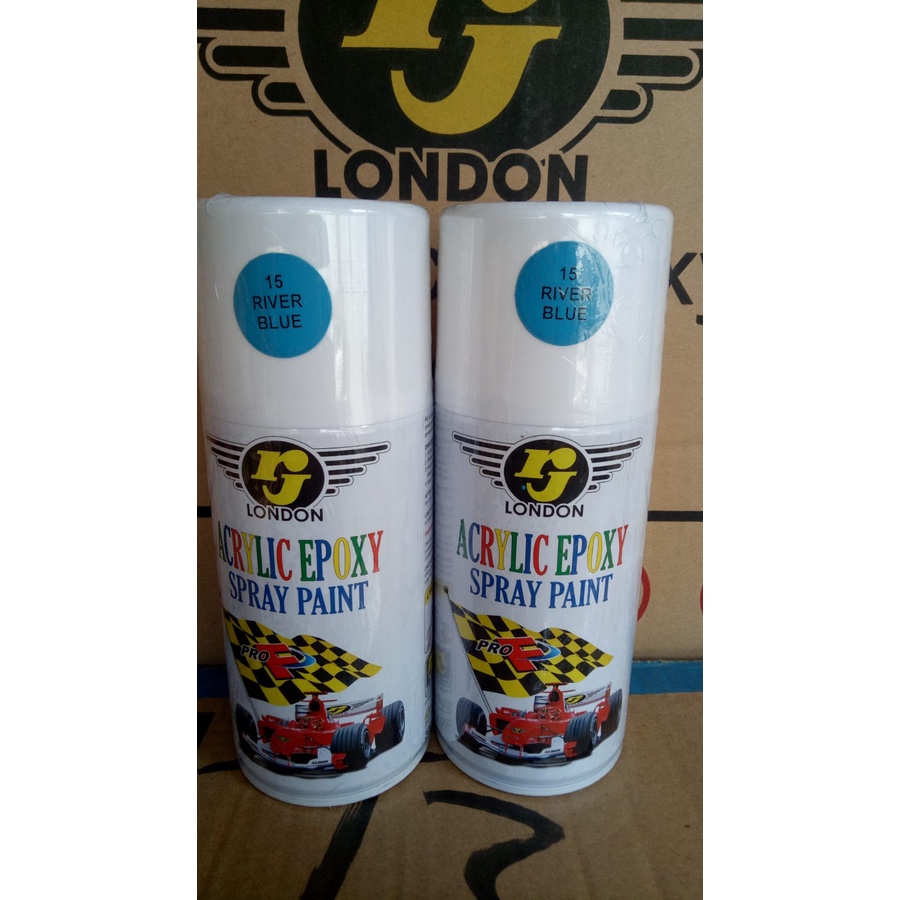 rj
LONDON
15
RIVER
BLUE
rj
LONDON
ACRYLIC EPOXY
SPRAY PAINT
PRO
15
RIVER
BLUE
rj
LONDON
ACRYLIC EPOXY
SPRAY PAINT
PRO